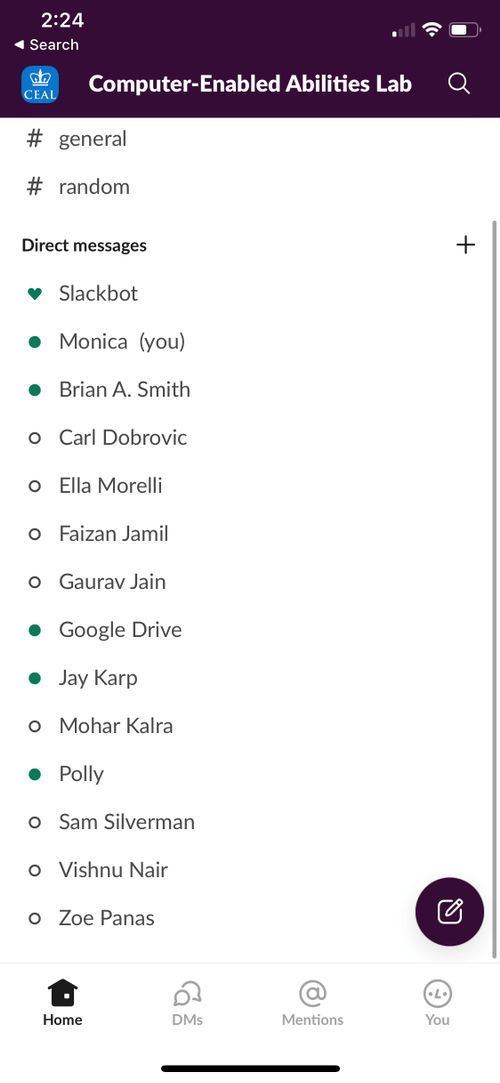 2:24
◀ Search
CEAL
Computer-Enabled Abilities Lab
# general
# random
Direct messages
Slackbot
Monica (you)
Brian A. Smith
Carl Dobrovic
Ella Morelli
Faizan Jamil
Gaurav Jain
Google Drive
Jay Karp
Mohar Kalra
Polly
Sam Silverman
Vishnu Nair
Zoe Panas
Home
DMs
Mentions
You